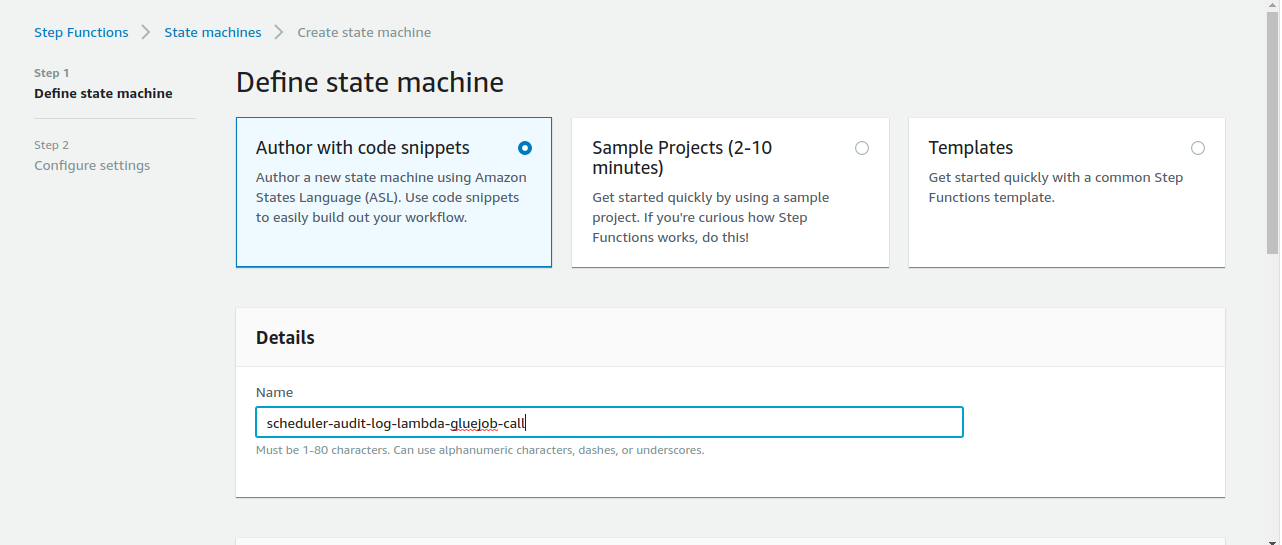 Step Functions > State machines > Create state machine
Step 1
Define state machine
Step 2
Configure settings
Define state machine
Author with code snippets
Author a new state machine using Amazon
States Language (ASL). Use code snippets
to easily build out your workflow.
Sample Projects (2-10
minutes)
Get started quickly by using a sample
project. If you're curious how Step
Functions works, do this!
Templates
Get started quickly with a common Step
Functions template.
Details
Name
scheduler-audit-log-lambda-gluejob-call
Must be 1-80 characters. Can use alphanumeric characters, dashes, or underscores.